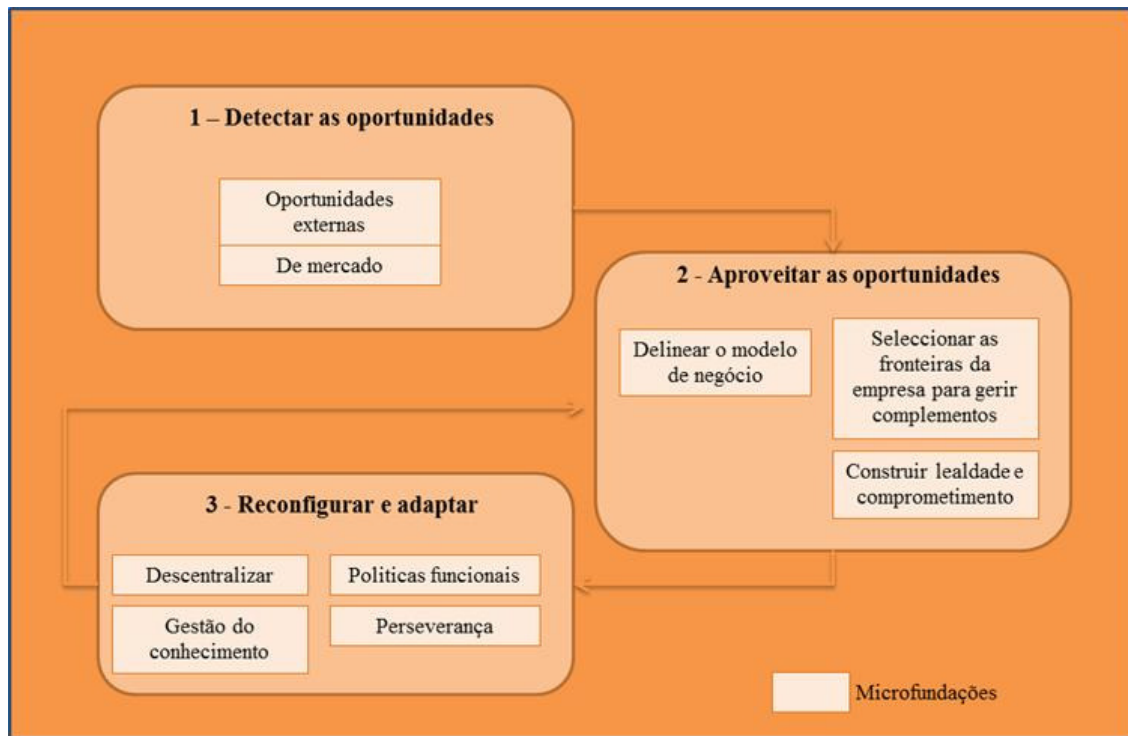 1 – Detectar as oportunidades
Oportunidades
externas
De mercado
2 - Aproveitar as oportunidades
Delinear o modelo
de negócio
Seleccionar as
fronteiras da
empresa para gerir
complementos
Construir lealdade e
comprometimento
3 - Reconfigurar e adaptar
Descentralizar
Politicas funcionais
Gestão do
conhecimento
Perseverança
Microfundações